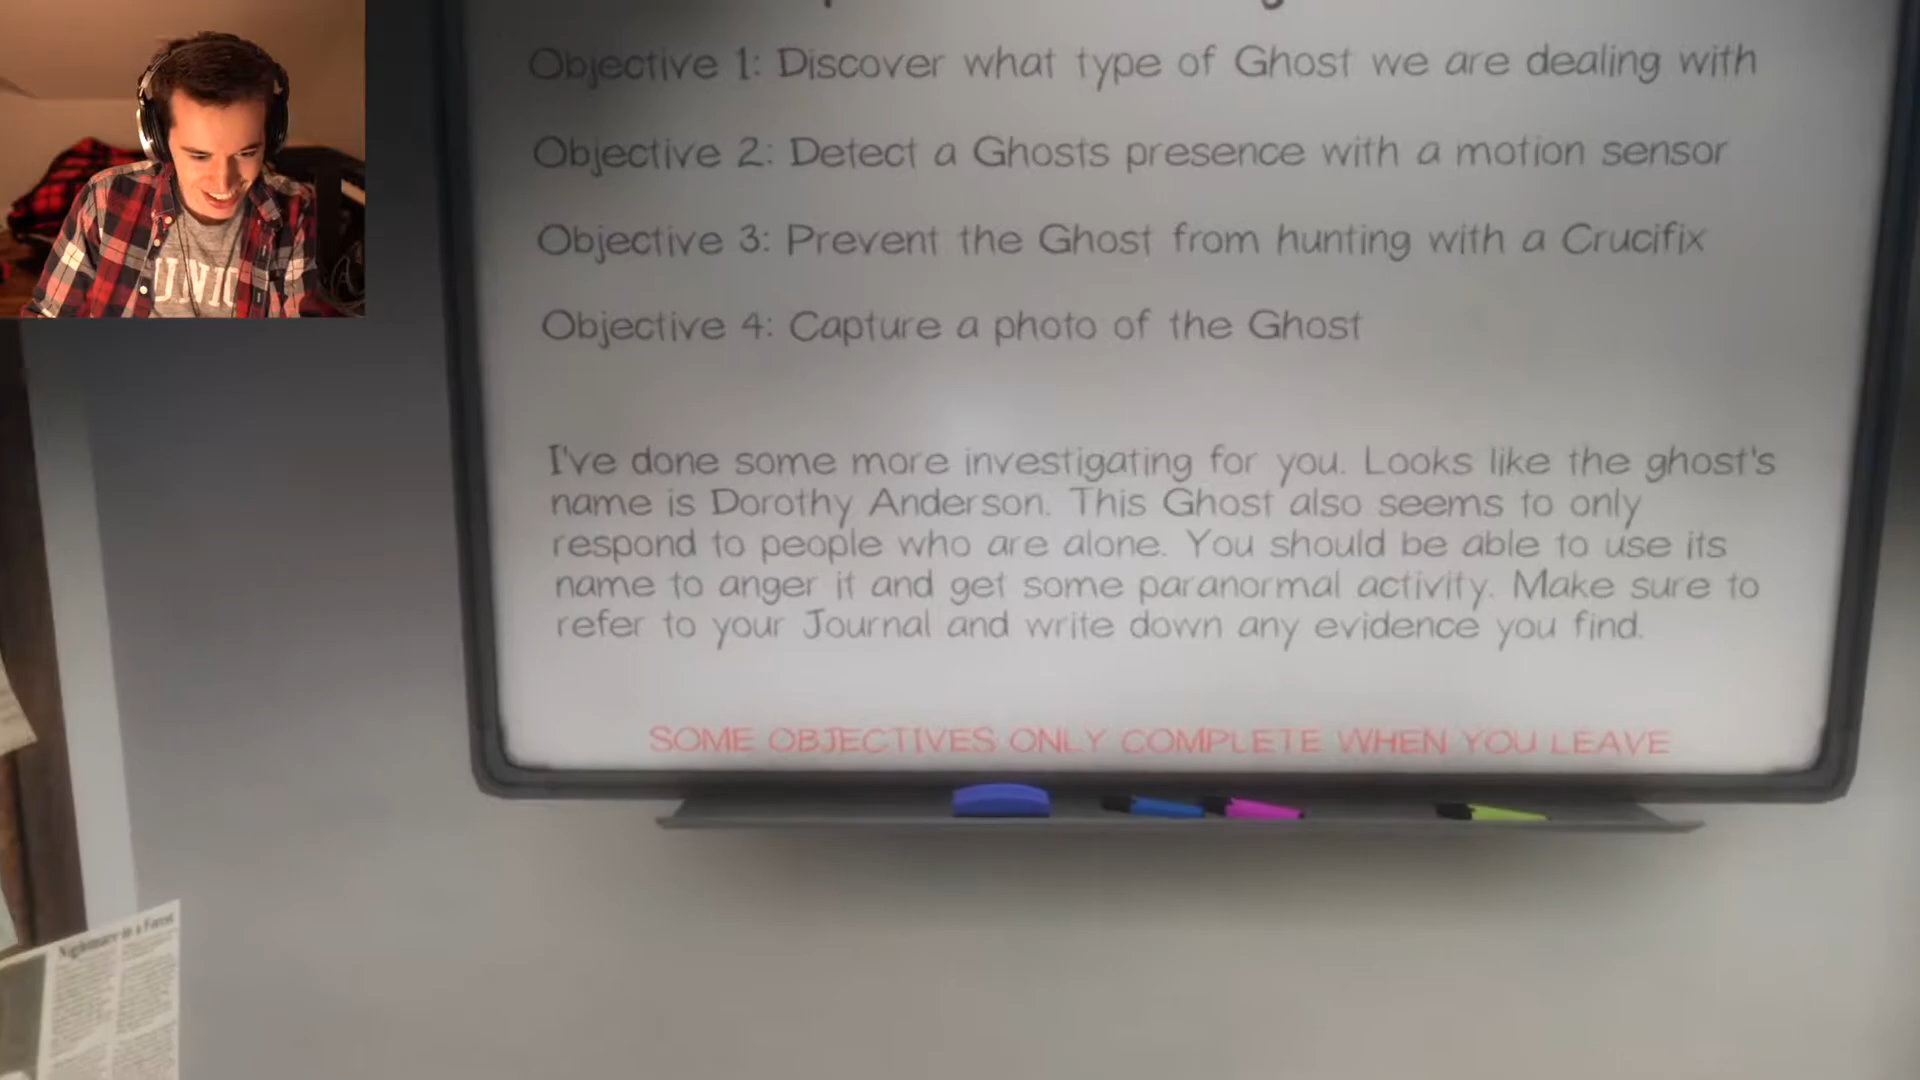 Objective 1: Discover what type of Ghost we are dealing with
Objective 2: Detect a Ghosts presence with a motion sensor
Objective 3: Prevent the Ghost from hunting with a Crucifix
Objective 4: Capture a photo of the Ghost
I've done some more investigating for you. Looks like the ghost's
name is Dorothy Anderson. This Ghost also seems to only
respond to people who are alone. You should be able to use its
name to anger it and get some paranormal activity. Make sure to
refer to your Journal and write down any evidence you find.
SOME OBJECTIVES ONLY COMPLETE WHEN YOU LEAVE
Nightmare in a Forest